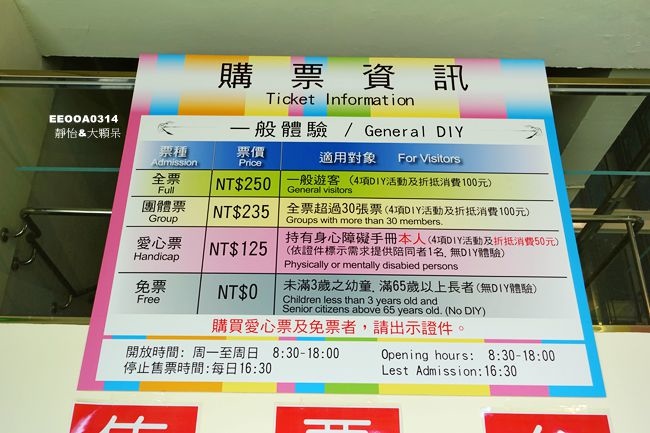 購票資訊
Ticket Information
EEOOA0314
靜怡&大顆呆
一般體驗 / General DIY
票種 票價 適用對象 For Visitors
Admission Price
全票 NT$250 一般遊客 (4項DIY活動及折抵消費100元)
Full General visitors
團體票 NT$235 全票超過30張票(4項DIY活動及折抵消費100元)
Group Groups with more than 30 members.
愛心票 NT$125 持有身心障礙手冊本人(4項DIY活動及折抵消費50元)
Handicap (依證件標示需求提供陪同者1名,無DIY體驗)
Physically or mentally disabied persons
免票 NT$0 未滿3歲之幼童,滿65歲以上長者(無DIY體驗)
Free Children less than 3 years old and
Senior citizens above 65 years old. (No DIY)
購買愛心票及免票者,請出示證件。
開放時間: 周一至周日 8:30-18:00 Opening hours: 8:30-18:00
停止售票時間:每日16:30 Lest Admission:16:30
售票